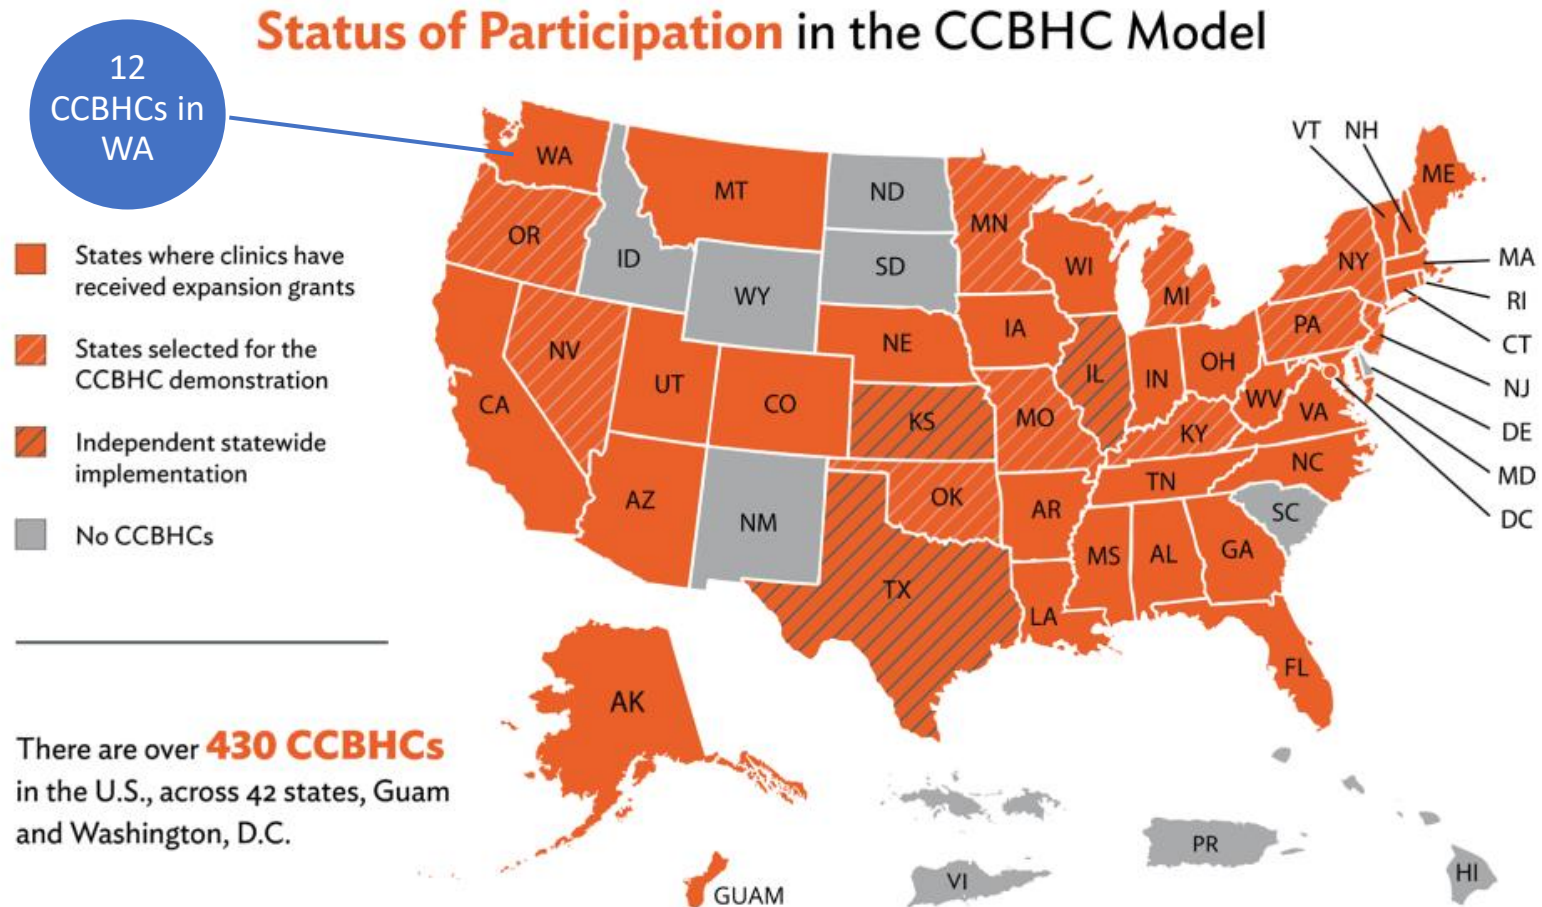 Status of Participation in the CCBHC Model
12
CCBHCs in
WA
States where clinics have
received expansion grants
States selected for the
CCBHC demonstration
Independent statewide
implementation
No CCBHCs
There are over 430 CCBHCs
in the U.S., across 42 states, Guam
and Washington, D.C.
VT
NH
WA
MT
ND
MN
ME
OR
ID
SD
WI
MI
NY
MA
WY
RI
NV
NE
IA
PA
CT
UT
CO
IL
IN
OH
NJ
CA
KS
MO
KY
WV
VA
DE
AZ
NM
OK
AR
TN
NC
MD
SC
DC
TX
MS
AL
GA
LA
FL
AK
PR
VI
HI
GUAM